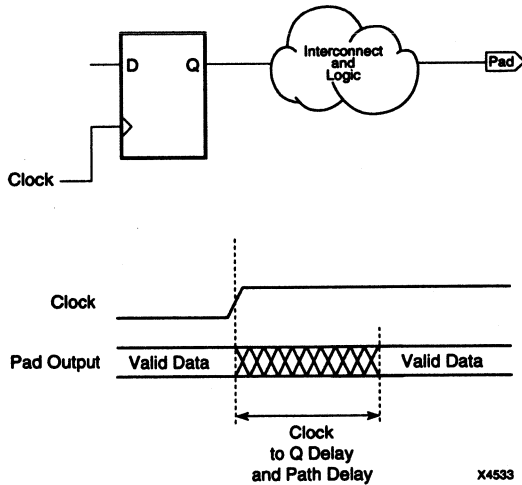 D Q
Interconnect
and
Logic
Pad
Clock
Clock
Pad Output Valid Data Valid Data
Clock
to Q Delay
and Path Delay
X4533